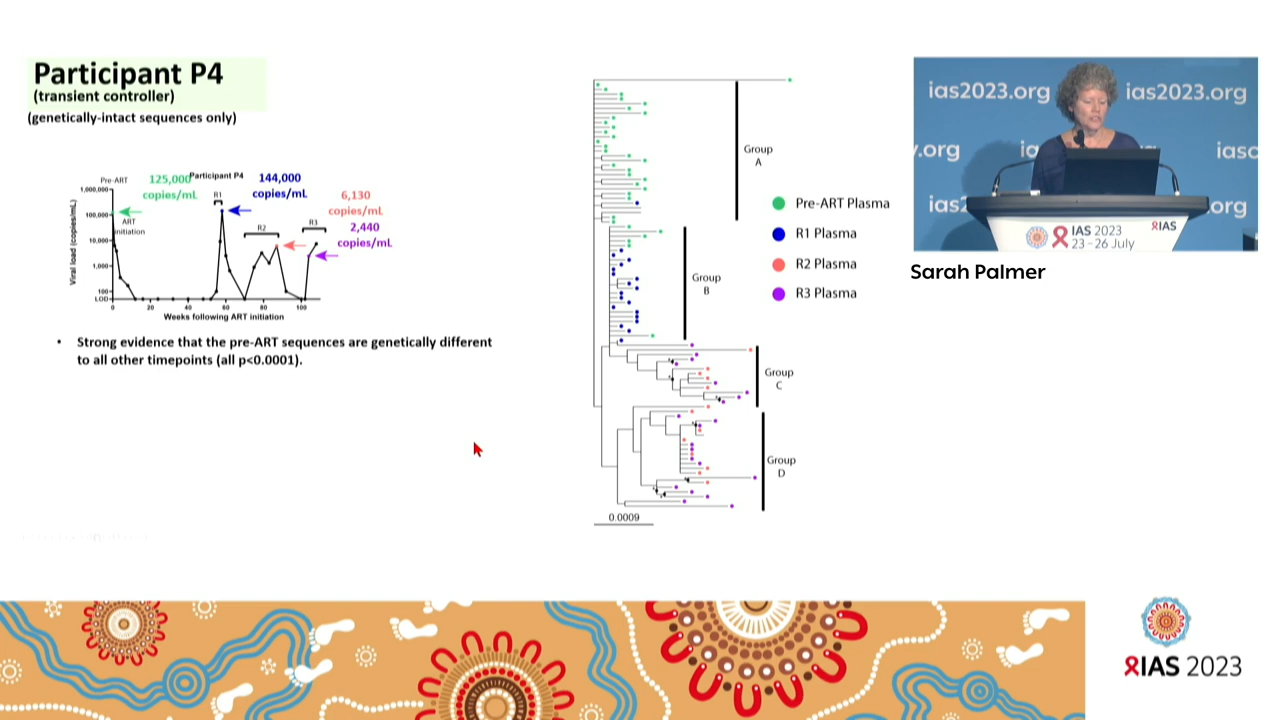 Participant P4
(transient controller)
(genetically-intact sequences only)
Participant P4
Pre-ART
125,000
copies/mL
R1
144,000
copies/mL
6,130
copies/mL
2,440
copies/mL
ART
initiation
R2
R3
Viral load (copies/mL)
1,000,000
100,000
10,000
1,000
100
LOD
0
20
40
60
80
100
Weeks following ART initiation
• Strong evidence that the pre-ART sequences are genetically different
to all other timepoints (all p<0.0001).
Group
A
Group
B
Group
C
Group
D
0.0009
Pre-ART Plasma
R1 Plasma
R2 Plasma
R3 Plasma
ias2023.org
ias2023.org
.org
iasc
.org
IAS 2023
23–26 July
IAS
Sarah Palmer
IAS 2023